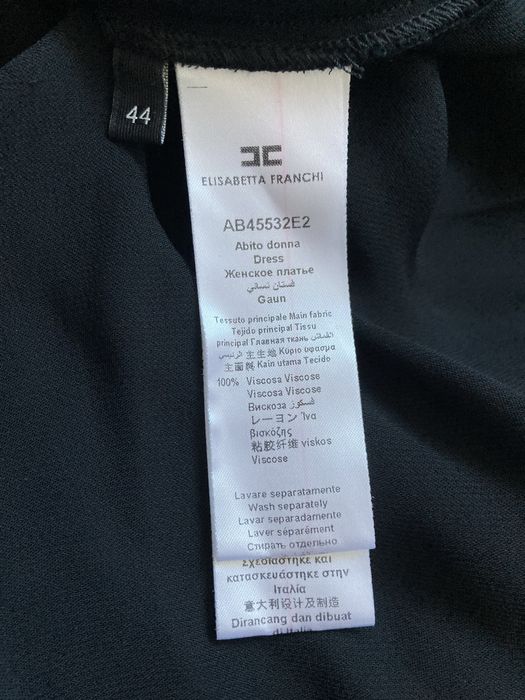 44
ELISABETTA FRANCHI
AB45532E2
Abito donna
Dress
Женское платье
فستان نسائي
Gaun
Tessuto principale Main fabric
Tejido principal Tissu
principal Главная ткань القماش
الرئيسي 主生地 Κύριο ύφασμα
主面料 Kain utama Tecido
100% Viscosa Viscose
Viscosa Viscose
Вискоза فسكوز
レーヨン Ίνα
βισκόζης
粘胶纤维 viskos
Viscose
Lavare separatamente
Wash separately
Lavar separadamente
Laver séparément
Стирать отдельно
Σχεδιάστηκε και
κατασκευάστηκε στην
Ιταλία
意大利设计及制造
Dirancang dan dibuat
di Italia